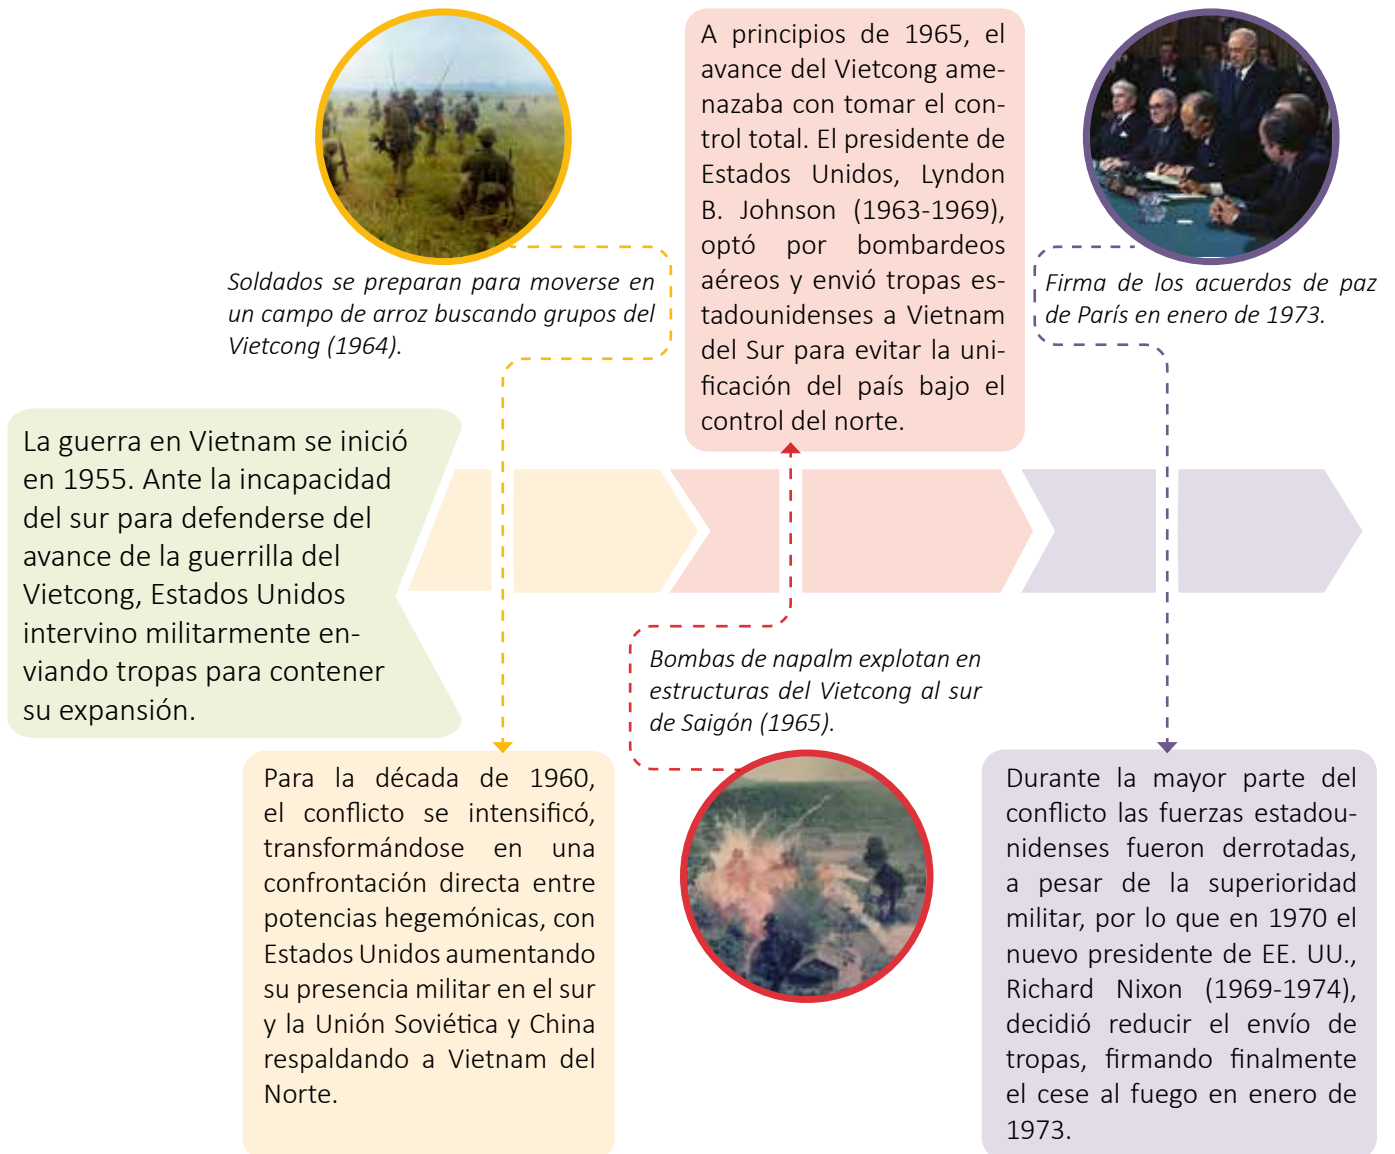 La guerra en Vietnam se inició
en 1955. Ante la incapacidad
del sur para defenderse del
avance de la guerrilla del
Vietcong, Estados Unidos
intervino militarmente en-
viando tropas para contener
su expansión.
Soldados se preparan para moverse en
un campo de arroz buscando grupos del
Vietcong (1964).
Para la década de 1960,
el conflicto se intensificó,
transformándose en una
confrontación directa entre
potencias hegemónicas, con
Estados Unidos aumentando
su presencia militar en el sur
y la Unión Soviética y China
respaldando a Vietnam del
Norte.
A principios de 1965, el
avance del Vietcong ame-
nazaba con tomar el con-
trol total. El presidente de
Estados Unidos, Lyndon
B. Johnson (1963-1969),
optó por bombardeos
aéreos y envió tropas es-
tadounidenses a Vietnam
del Sur para evitar la uni-
ficación del país bajo el
control del norte.
Bombas de napalm explotan en
estructuras del Vietcong al sur
de Saigón (1965).
Firma de los acuerdos de paz
de París en enero de 1973.
Durante la mayor parte del
conflicto las fuerzas estadou-
nidenses fueron derrotadas,
a pesar de la superioridad
militar, por lo que en 1970 el
nuevo presidente de EE. UU.,
Richard Nixon (1969-1974),
decidió reducir el envío de
tropas, firmando finalmente
el cese al fuego en enero de
1973.